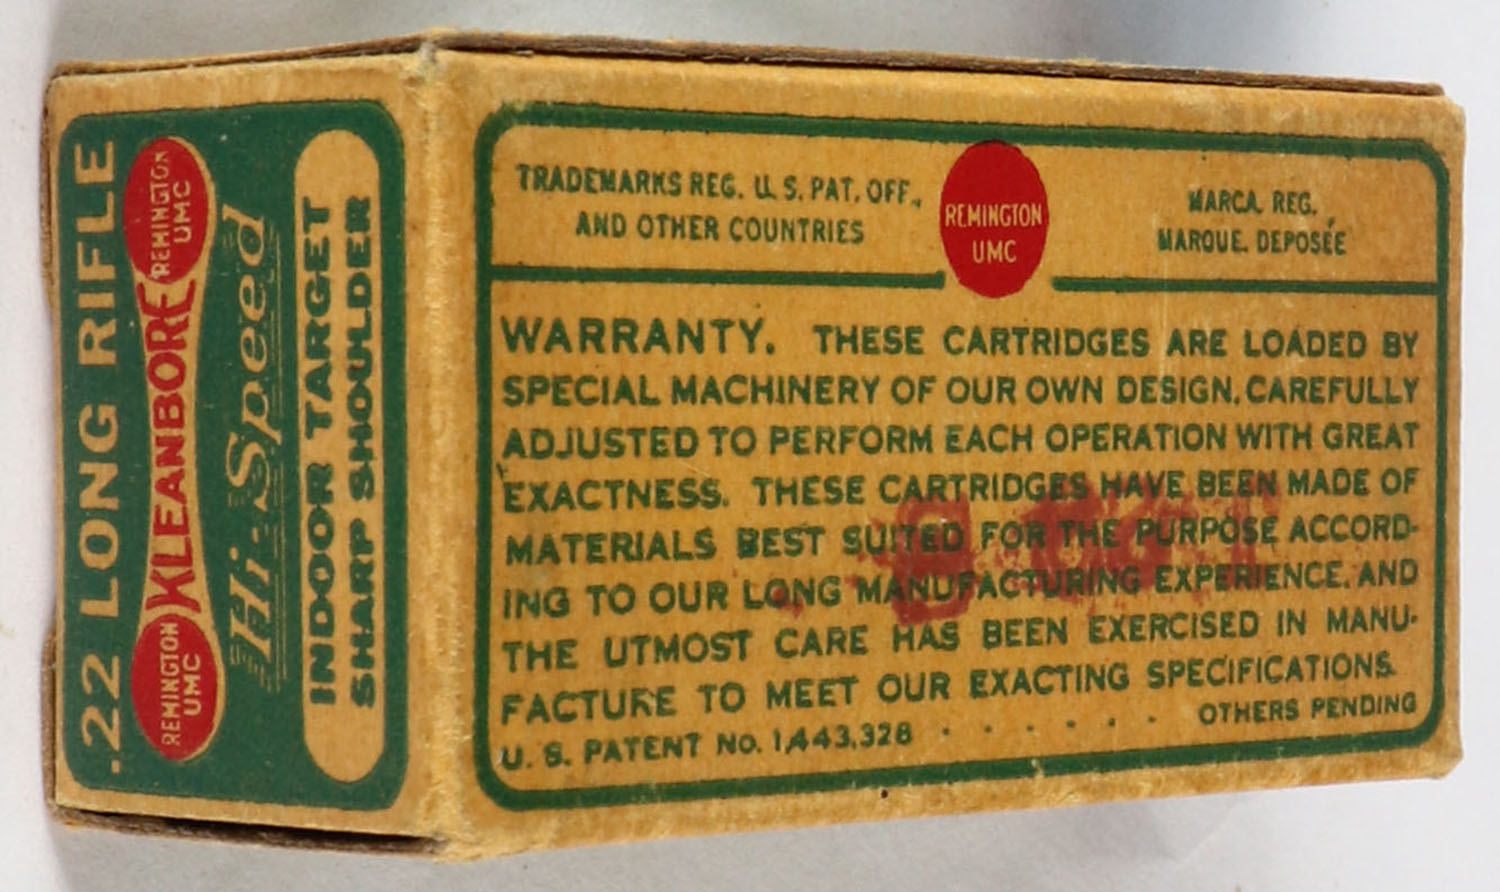 .22 LONG RIFLE
REMINGTON
UMC
KLEANBORE
REMINGTON
UMC
Hi-Speed
INDOOR TARGET
SHARP SHOULDER
TRADEMARKS REG. U. S. PAT. OFF.
AND OTHER COUNTRIES
REMINGTON
UMC
MARCA. REG.
MARQUE. DEPOSÉE
WARRANTY. THESE CARTRIDGES ARE LOADED BY
SPECIAL MACHINERY OF OUR OWN DESIGN, CAREFULLY
ADJUSTED TO PERFORM EACH OPERATION WITH GREAT
EXACTNESS. THESE CARTRIDGES HAVE BEEN MADE OF
MATERIALS BEST SUITED FOR THE PURPOSE ACCORD-
ING TO OUR LONG MANUFACTURING EXPERIENCE, AND
THE UTMOST CARE HAS BEEN EXERCISED IN MANU-
FACTURE TO MEET OUR EXACTING SPECIFICATIONS.
U. S. PATENT No. 1,443,328 . . . . . . OTHERS PENDING